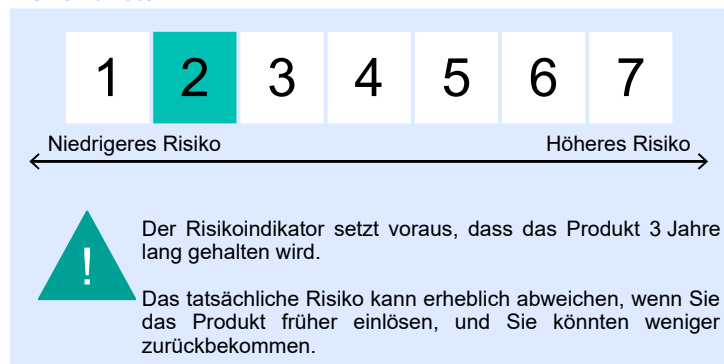 1 2 3 4 5 6 7
Niedrigeres Risiko Höheres Risiko
!
Der Risikoindikator setzt voraus, dass das Produkt 3 Jahre
lang gehalten wird.
Das tatsächliche Risiko kann erheblich abweichen, wenn Sie
das Produkt früher einlösen, und Sie könnten weniger
zurückbekommen.